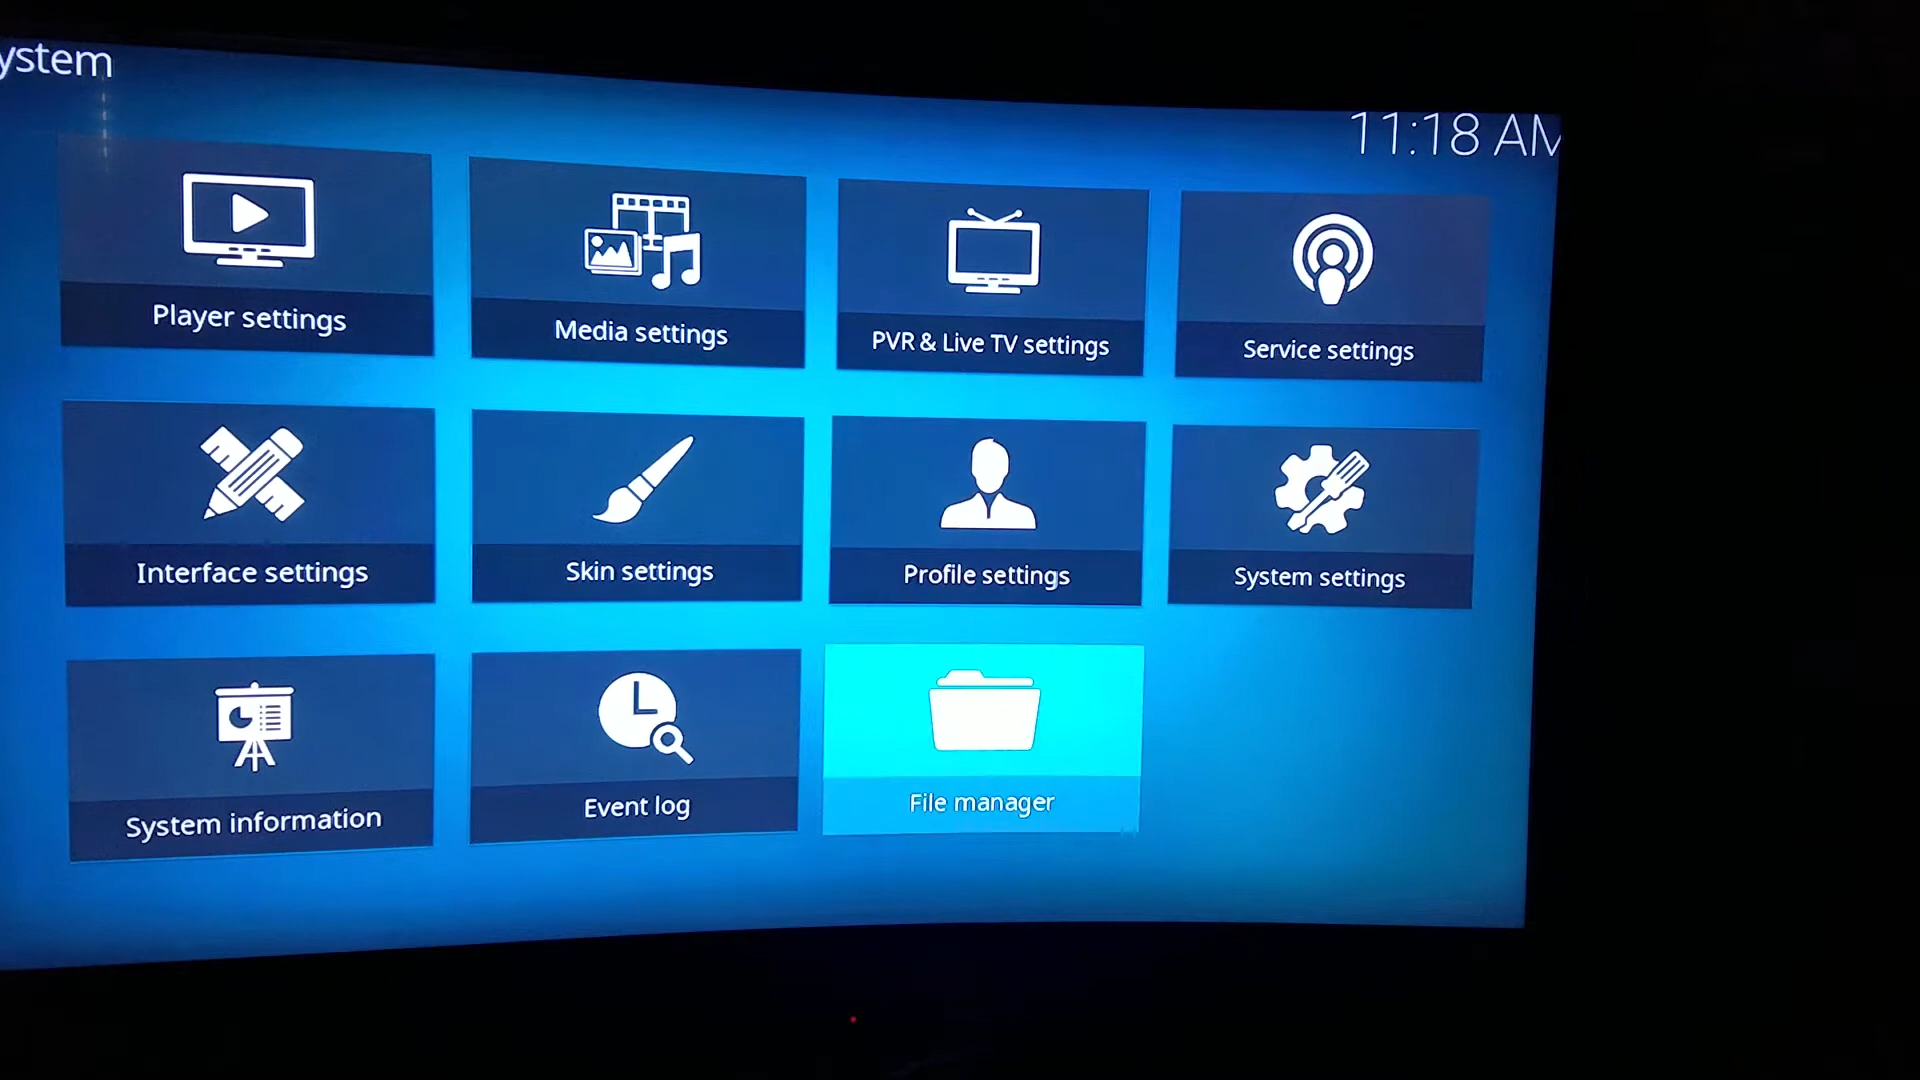 ystem
11:18 AM
Player settings
Media settings
PVR & Live TV settings
Service settings
Interface settings
Skin settings
Profile settings
System settings
System information
Event log
File manager